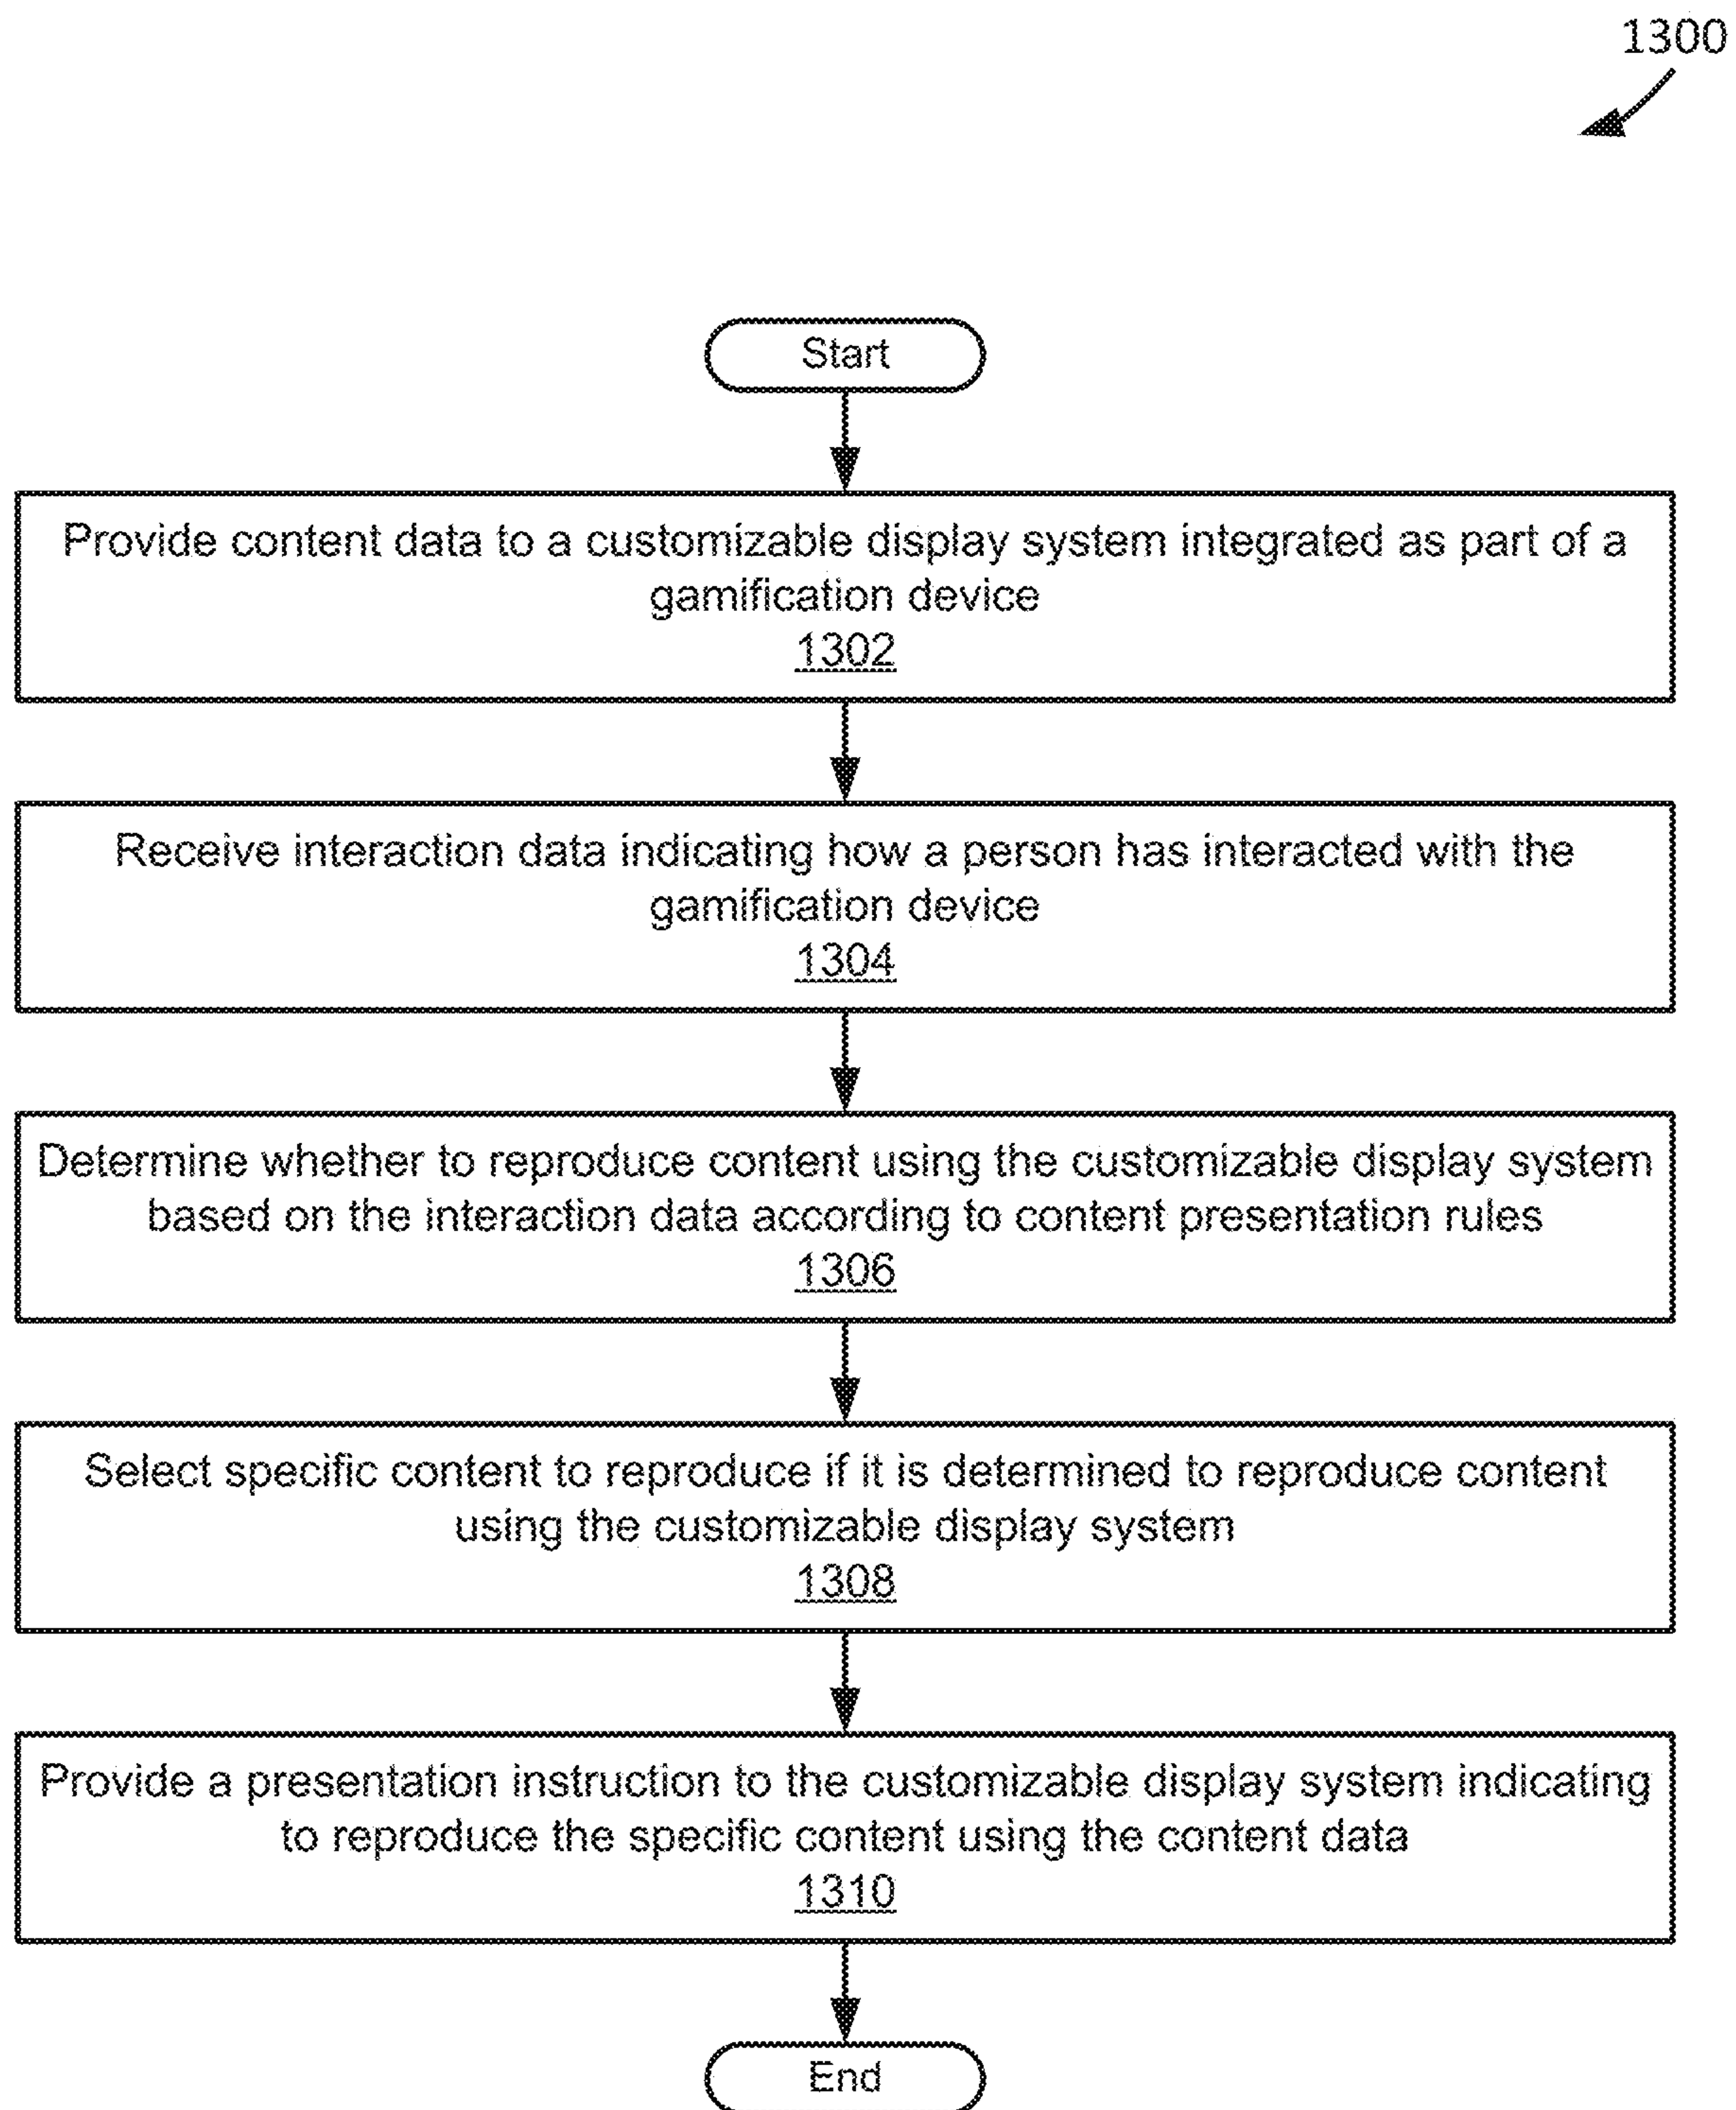 1300
Start
Provide content data to a customizable display system integrated as part of a
gamification device
1302
Receive interaction data indicating how a person has interacted with the
gamification device
1304
Determine whether to reproduce content using the customizable display system
based on the interaction data according to content presentation rules
1306
Select specific content to reproduce if it is determined to reproduce content
using the customizable display system
1308
Provide a presentation instruction to the customizable display system indicating
to reproduce the specific content using the content data
1310
End